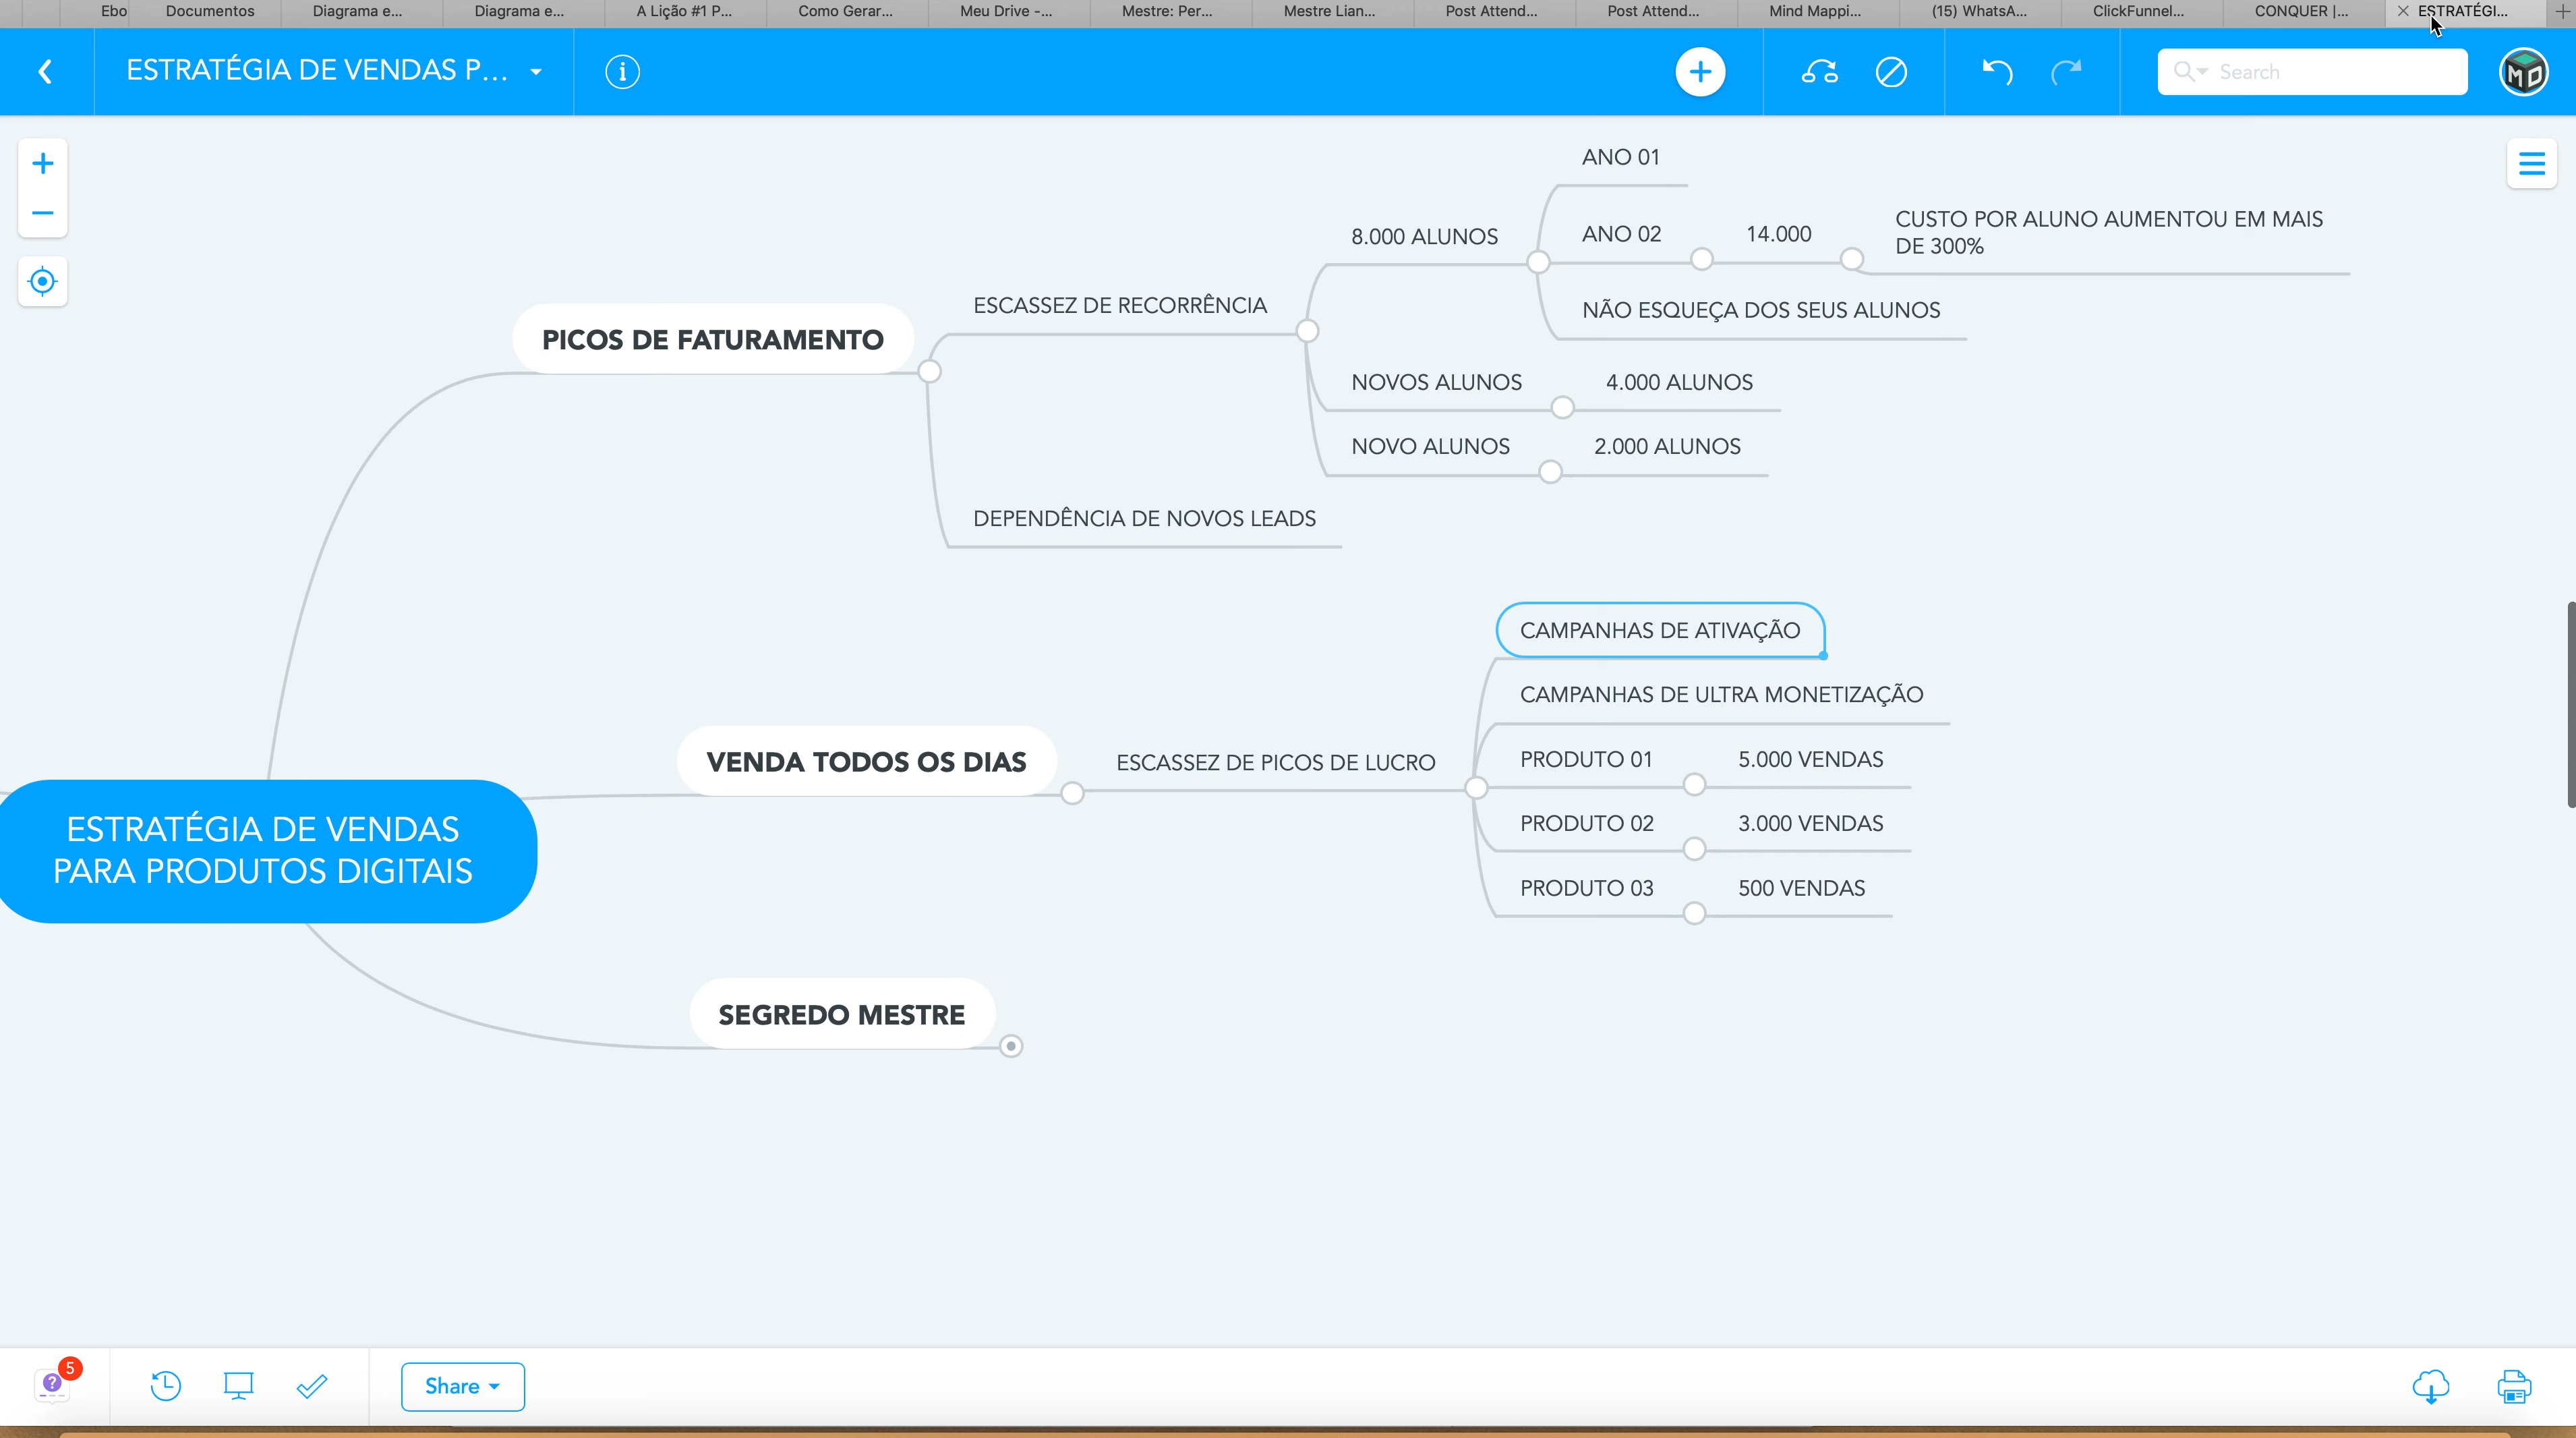 Ebo
Documentos
Diagrama e...
Diagrama e...
A Lição #1 P...
Como Gerar...
Meu Drive -...
Mestre: Per...
Mestre Lian...
Post Attend...
Post Attend...
Mind Mappi...
(15) WhatsA...
ClickFunnel...
CONQUER |...
ESTRATÉGI...
ESTRATÉGIA DE VENDAS P...
Search
MD
ANO 01
8.000 ALUNOS
ANO 02
14.000
CUSTO POR ALUNO AUMENTOU EM MAIS
DE 300%
ESCASSEZ DE RECORRÊNCIA
NÃO ESQUEÇA DOS SEUS ALUNOS
PICOS DE FATURAMENTO
NOVOS ALUNOS
4.000 ALUNOS
NOVO ALUNOS
2.000 ALUNOS
DEPENDÊNCIA DE NOVOS LEADS
CAMPANHAS DE ATIVAÇÃO
CAMPANHAS DE ULTRA MONETIZAÇÃO
VENDA TODOS OS DIAS
ESCASSEZ DE PICOS DE LUCRO
PRODUTO 01
5.000 VENDAS
PRODUTO 02
3.000 VENDAS
PRODUTO 03
500 VENDAS
ESTRATÉGIA DE VENDAS
PARA PRODUTOS DIGITAIS
SEGREDO MESTRE
5
Share